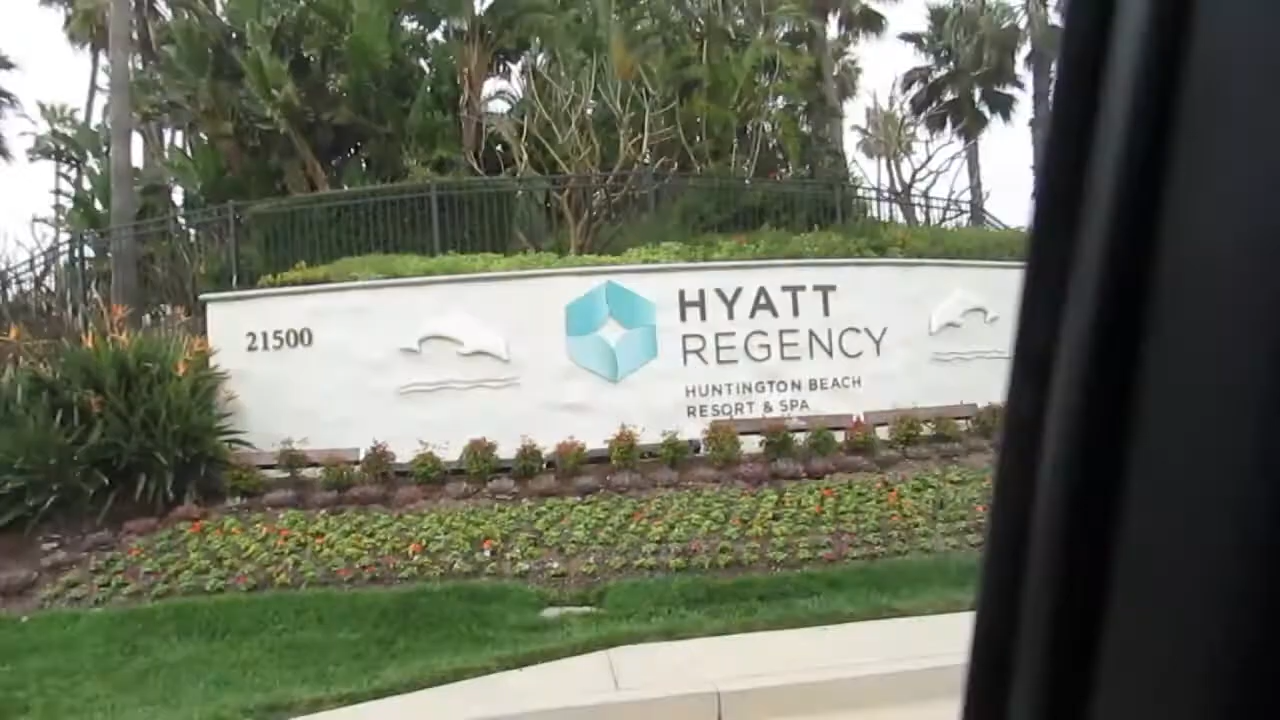 21500
HYATT
REGENCY
HUNTINGTON BEACH
RESORT & SPA